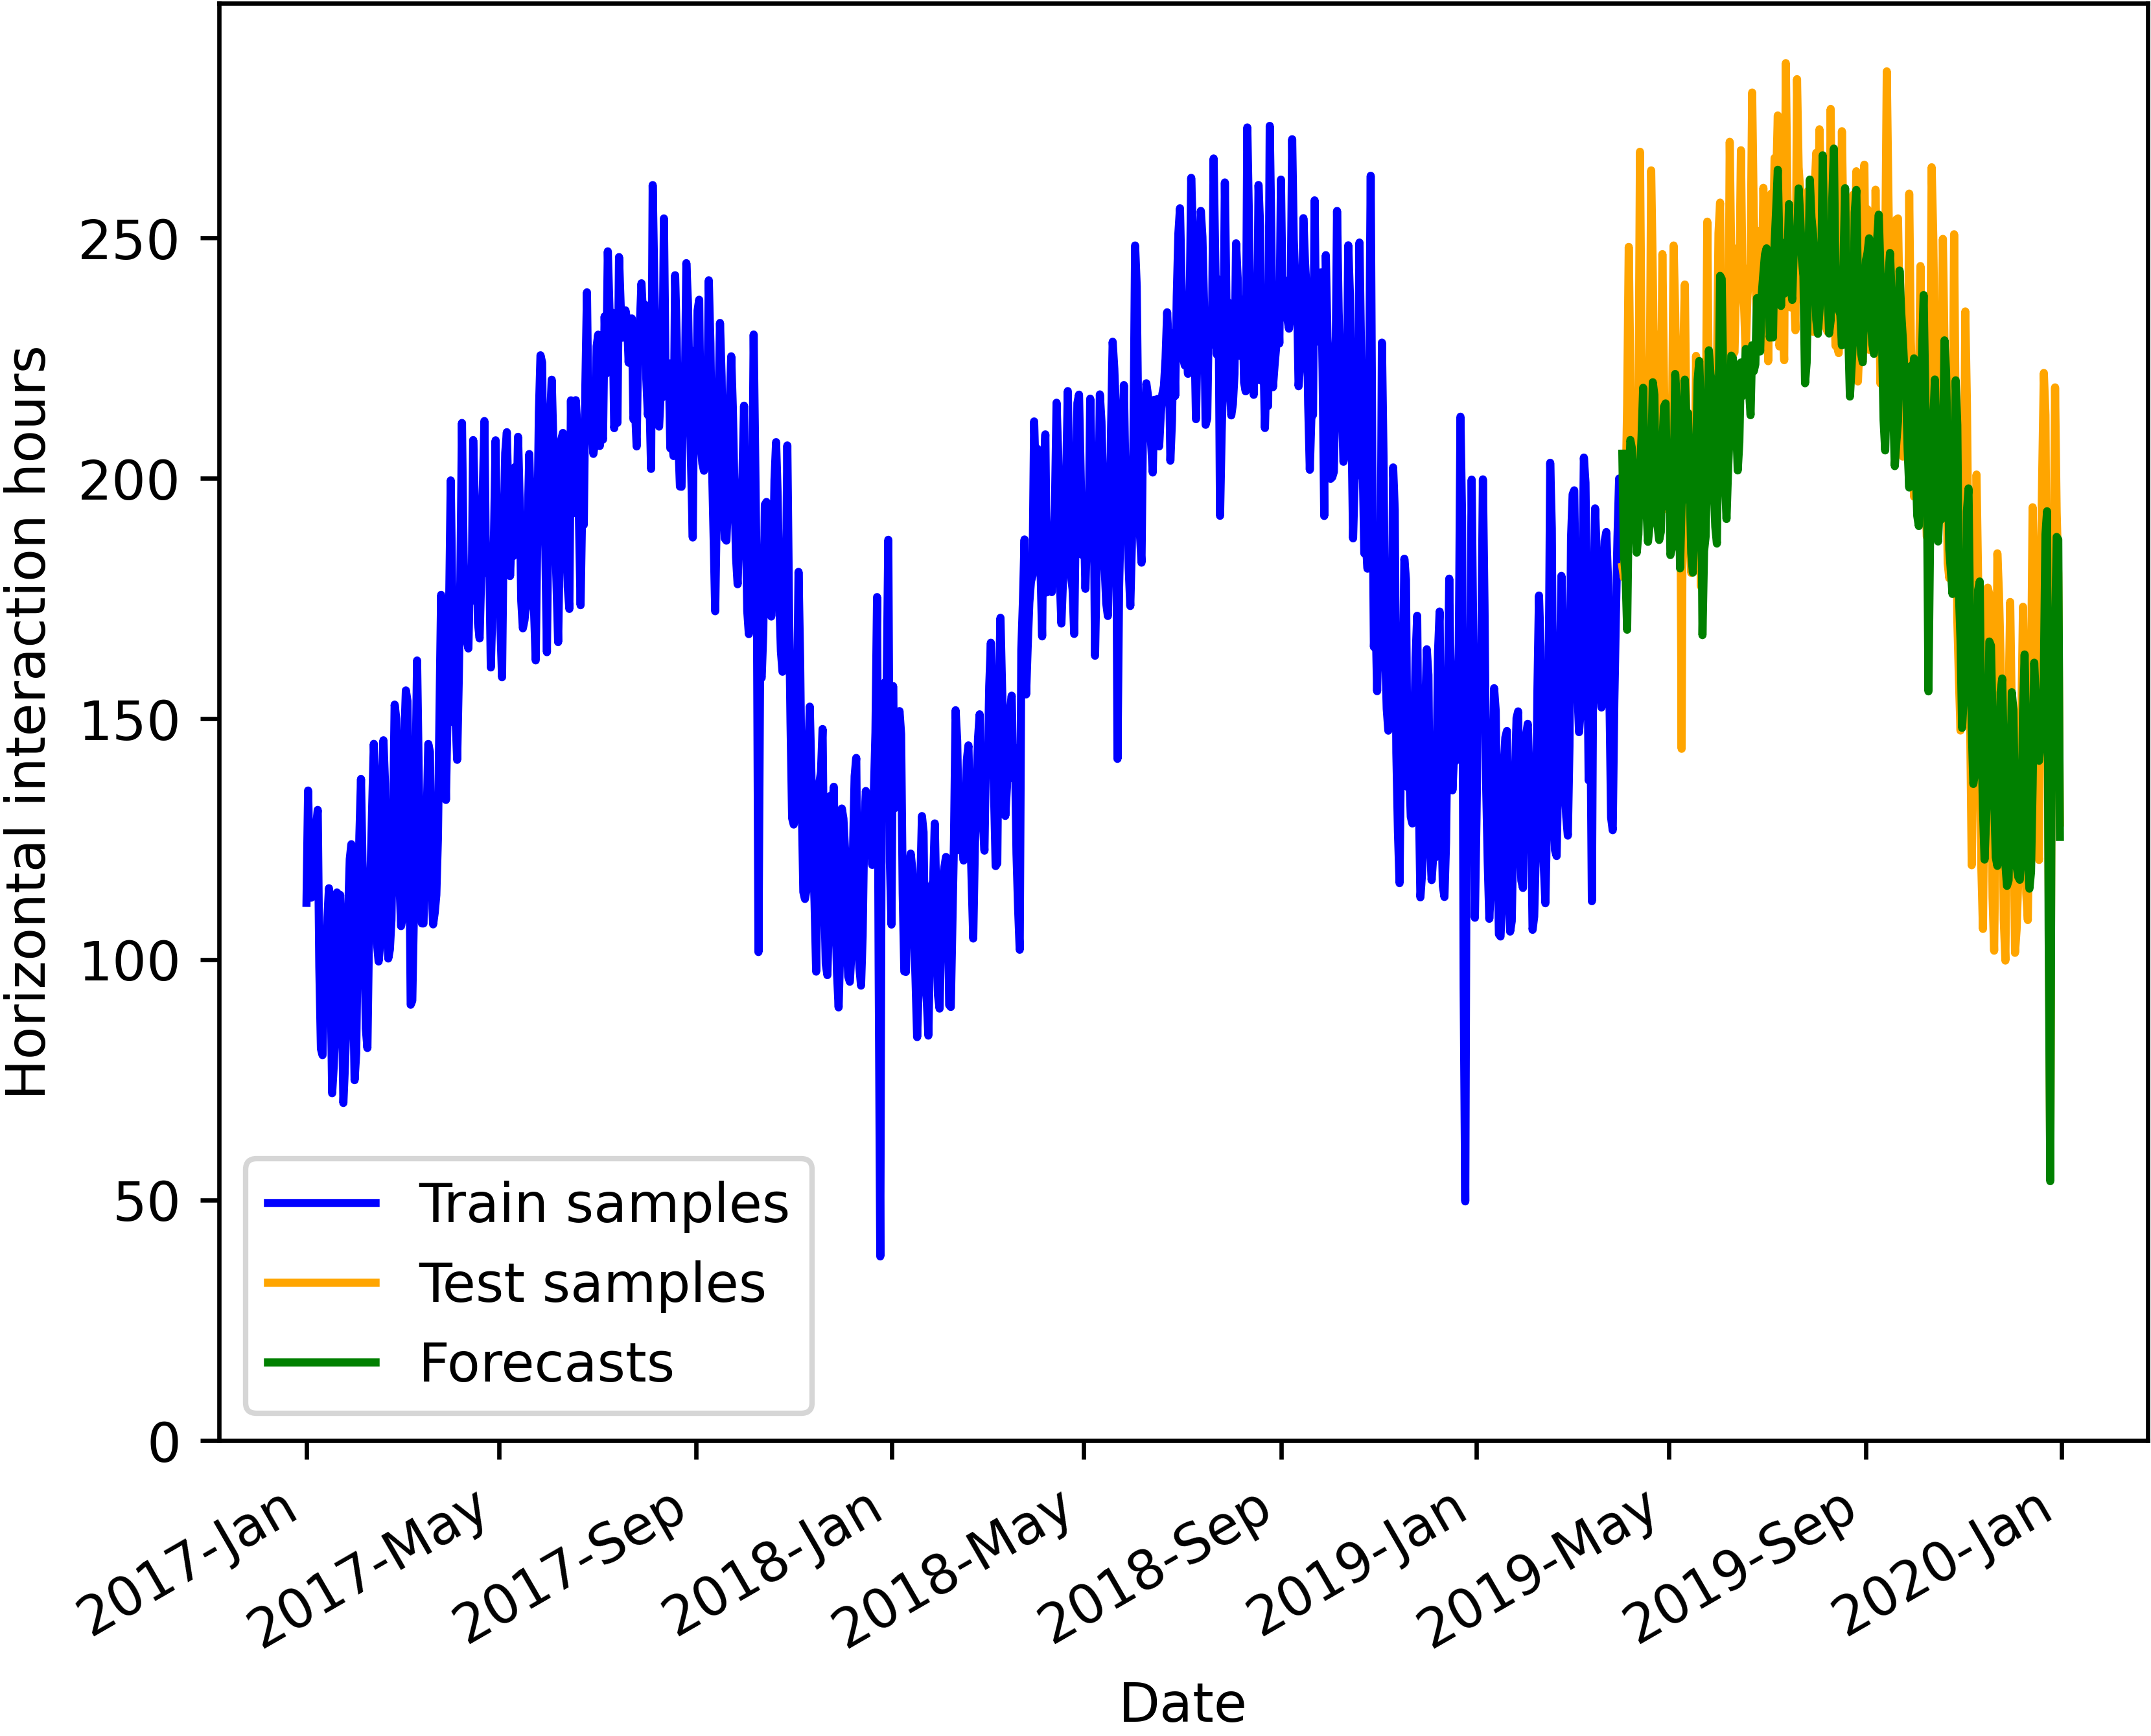 Horizontal interaction hours
250
200
150
100
50
0
Train samples
Test samples
Forecasts
2017-Jan
2017-May
2017-Sep
2018-Jan
2018-May
2018-Sep
2019-Jan
2019-May
2019-Sep
2020-Jan
Date